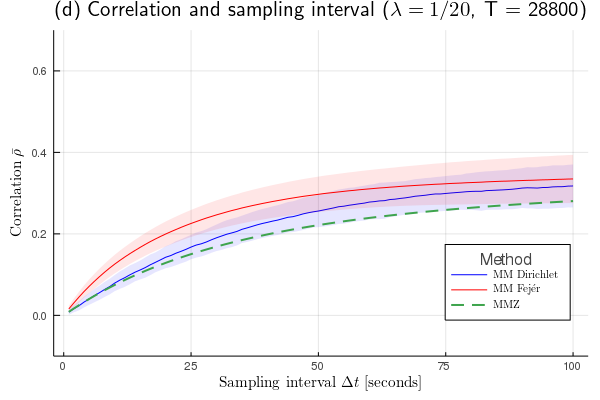 (d) Correlation and sampling interval (λ = 1/20, T = 28800)
Correlation ρ̄
0.6
0.4
0.2
0.0
Method
MM Dirichlet
MM Fejér
MMZ
0 25 50 75 100
Sampling interval Δt [seconds]